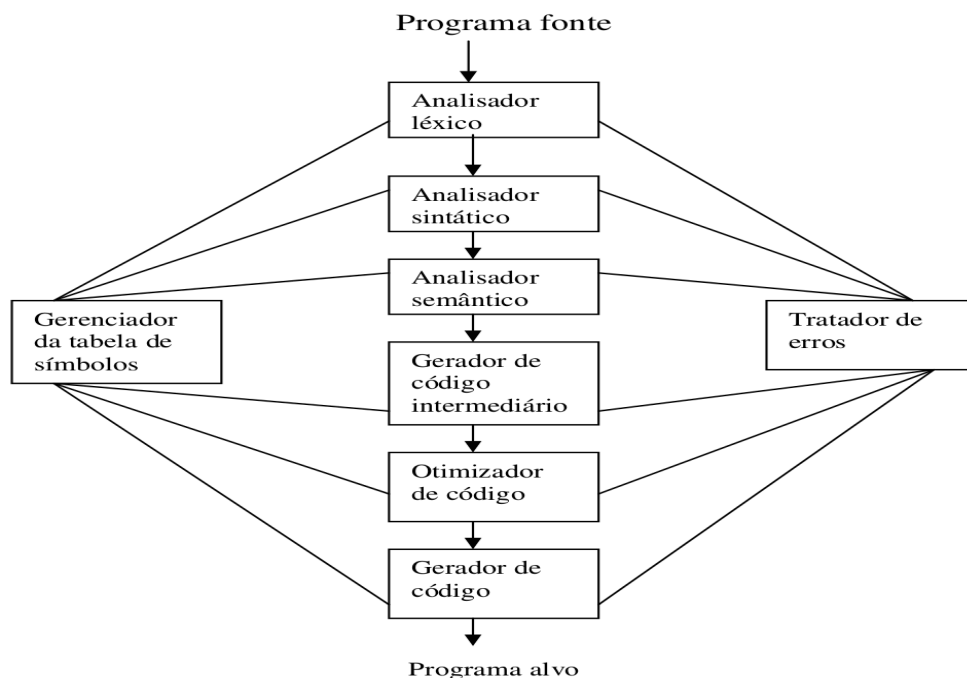 Programa fonte
Analisador
léxico
Analisador
sintático
Analisador
semântico
Gerenciador
da tabela de
símbolos
Tratador de
erros
Gerador de
código
intermediário
Otimizador
de código
Gerador de
código
Programa alvo